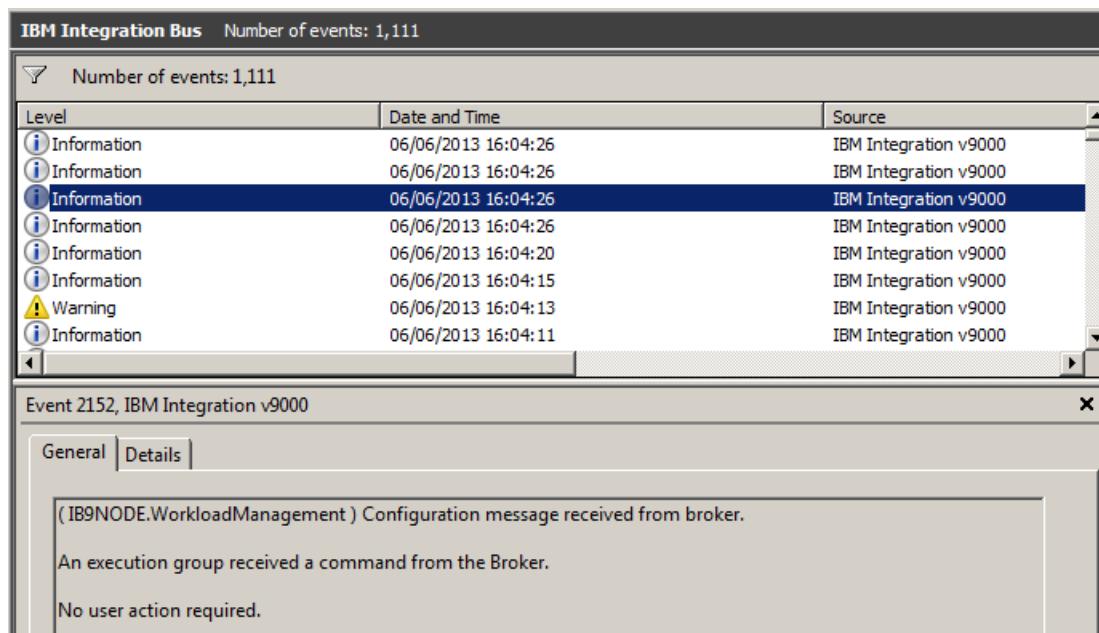 IBM Integration Bus Number of events: 1,111
Number of events: 1,111
Level Date and Time Source
Information 06/06/2013 16:04:26 IBM Integration v9000
Information 06/06/2013 16:04:26 IBM Integration v9000
Information 06/06/2013 16:04:26 IBM Integration v9000
Information 06/06/2013 16:04:26 IBM Integration v9000
Information 06/06/2013 16:04:20 IBM Integration v9000
Information 06/06/2013 16:04:15 IBM Integration v9000
Warning 06/06/2013 16:04:13 IBM Integration v9000
Information 06/06/2013 16:04:11 IBM Integration v9000
Event 2152, IBM Integration v9000
General Details
( IB9NODE.WorkloadManagement ) Configuration message received from broker.
An execution group received a command from the Broker.
No user action required.